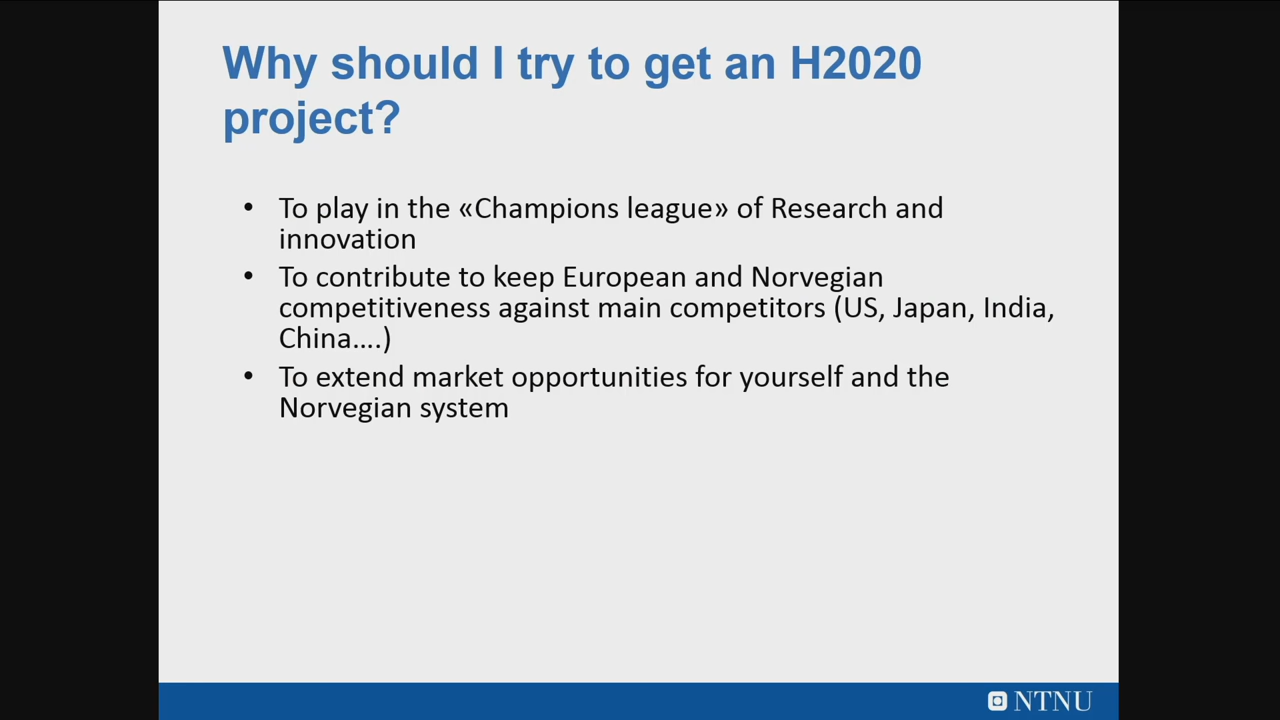 Why should I try to get an H2020
project?
• To play in the «Champions league» of Research and
innovation
• To contribute to keep European and Norvegian
competitiveness against main competitors (US, Japan, India,
China….)
• To extend market opportunities for yourself and the
Norvegian system
NTNU